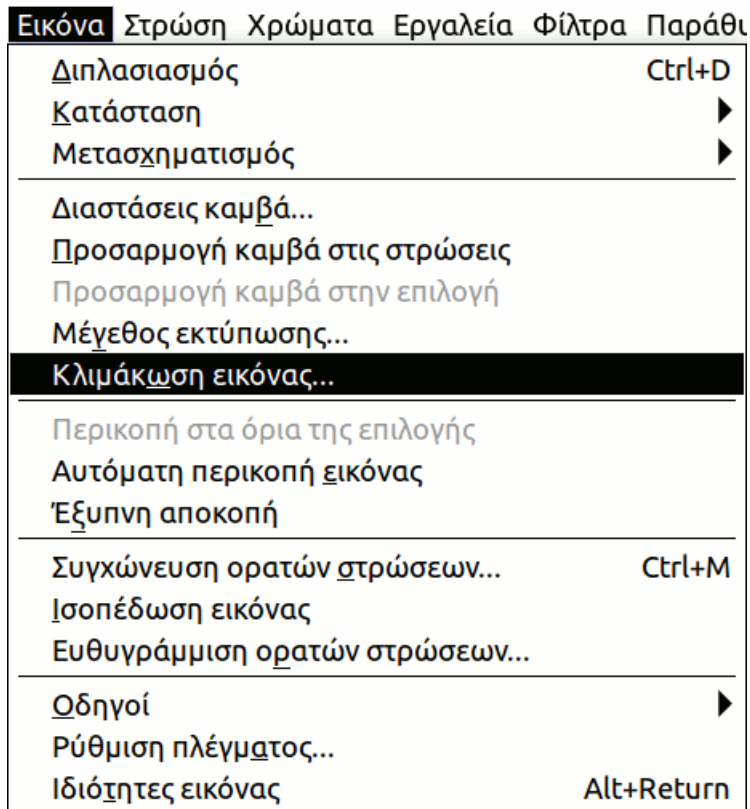 Εικόνα Στρώση Χρώματα Εργαλεία Φίλτρα
Διπλασιασμός Ctrl+D
Κατάσταση
Μετασχηματισμός
Διαστάσεις καμβά...
Προσαρμογή καμβά στις στρώσεις
Προσαρμογή καμβά στην επιλογή
Μέγεθος εκτύπωσης...
Κλιμάκωση εικόνας...
Περικοπή στα όρια της επιλογής
Αυτόματη περικοπή εικόνας
Έξυπνη αποκοπή
Συγχώνευση ορατών στρώσεων... Ctrl+M
Ισοπέδωση εικόνας
Ευθυγράμμιση ορατών στρώσεων...
Οδηγοί
Ρύθμιση πλέγματος...
Ιδιότητες εικόνας Alt+Return